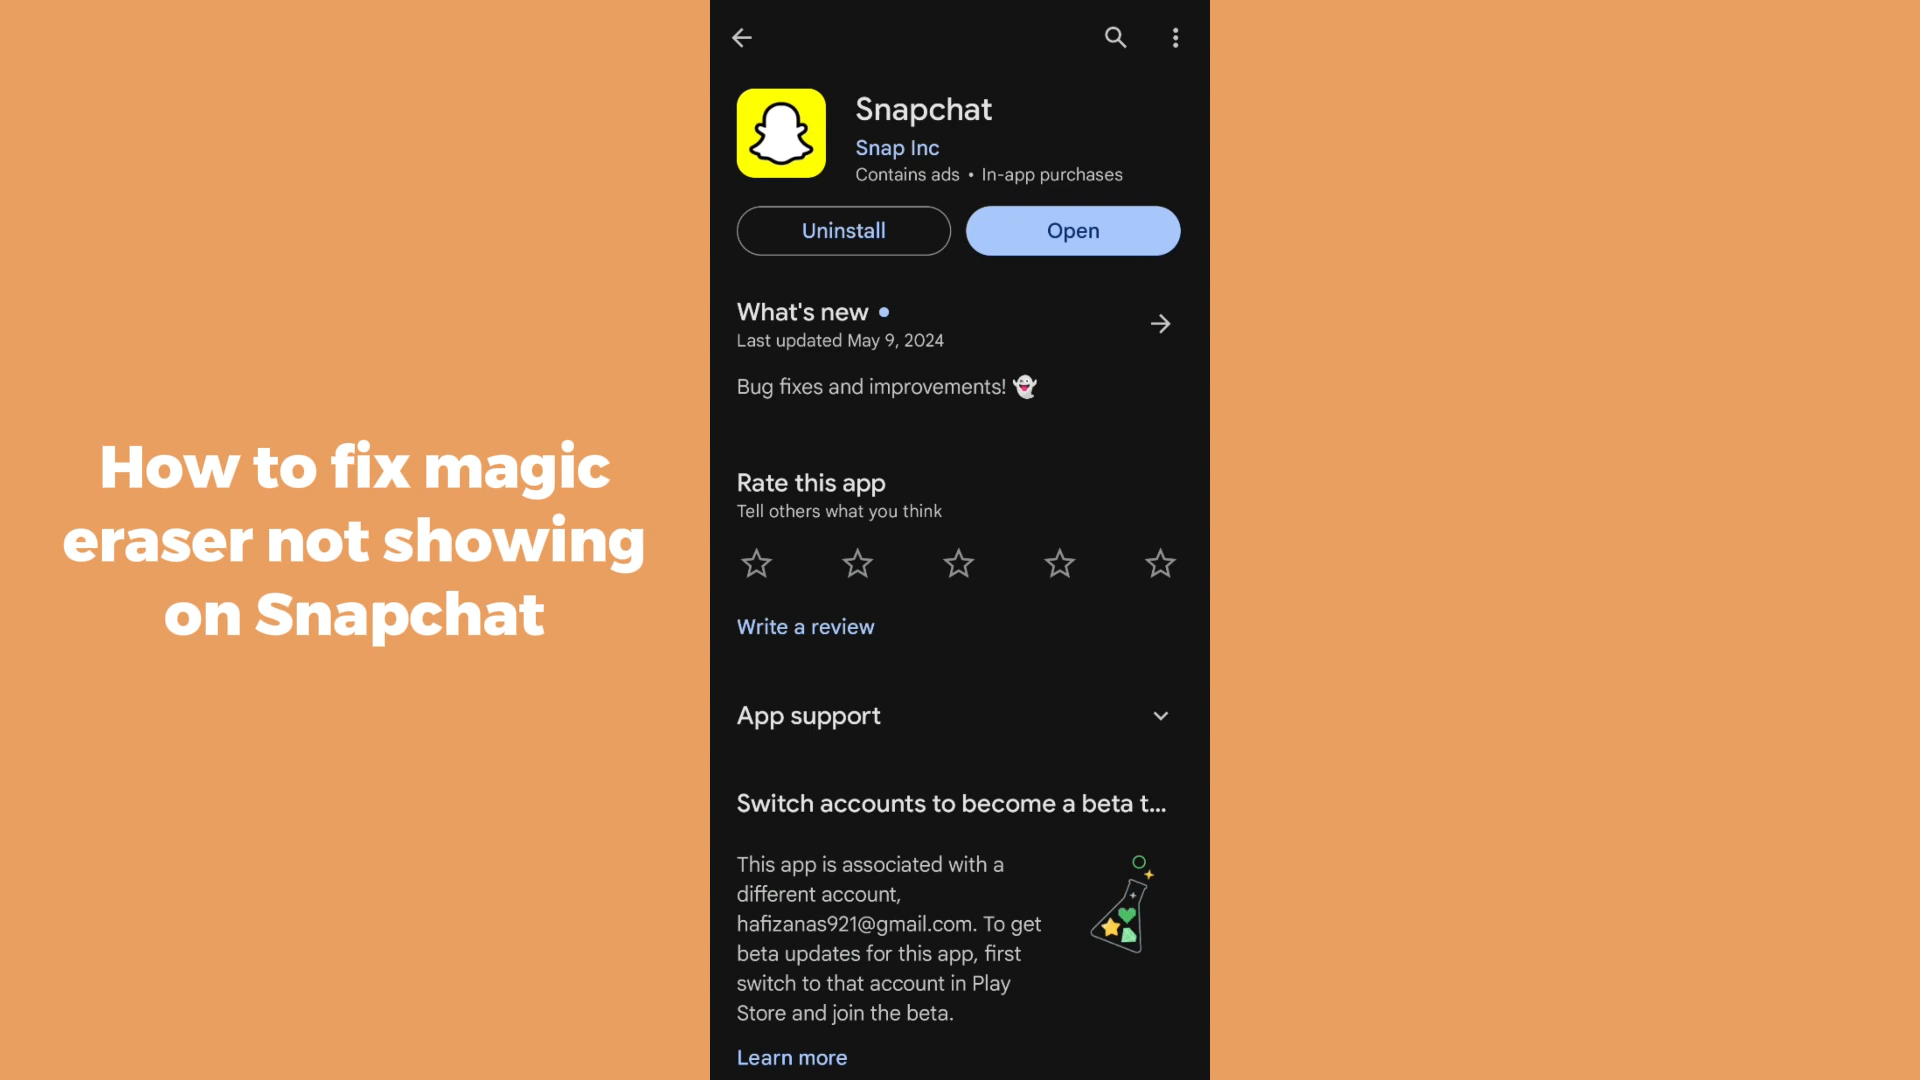 How to fix magic
eraser not showing
on Snapchat
Snapchat
Snap Inc
Contains ads • In-app purchases
Uninstall
Open
What's new
Last updated May 9, 2024
Bug fixes and improvements! 👻
Rate this app
Tell others what you think
Write a review
App support
Switch accounts to become a beta t...
This app is associated with a
different account,
hafizanas921@gmail.com. To get
beta updates for this app, first
switch to that account in Play
Store and join the beta.
Learn more